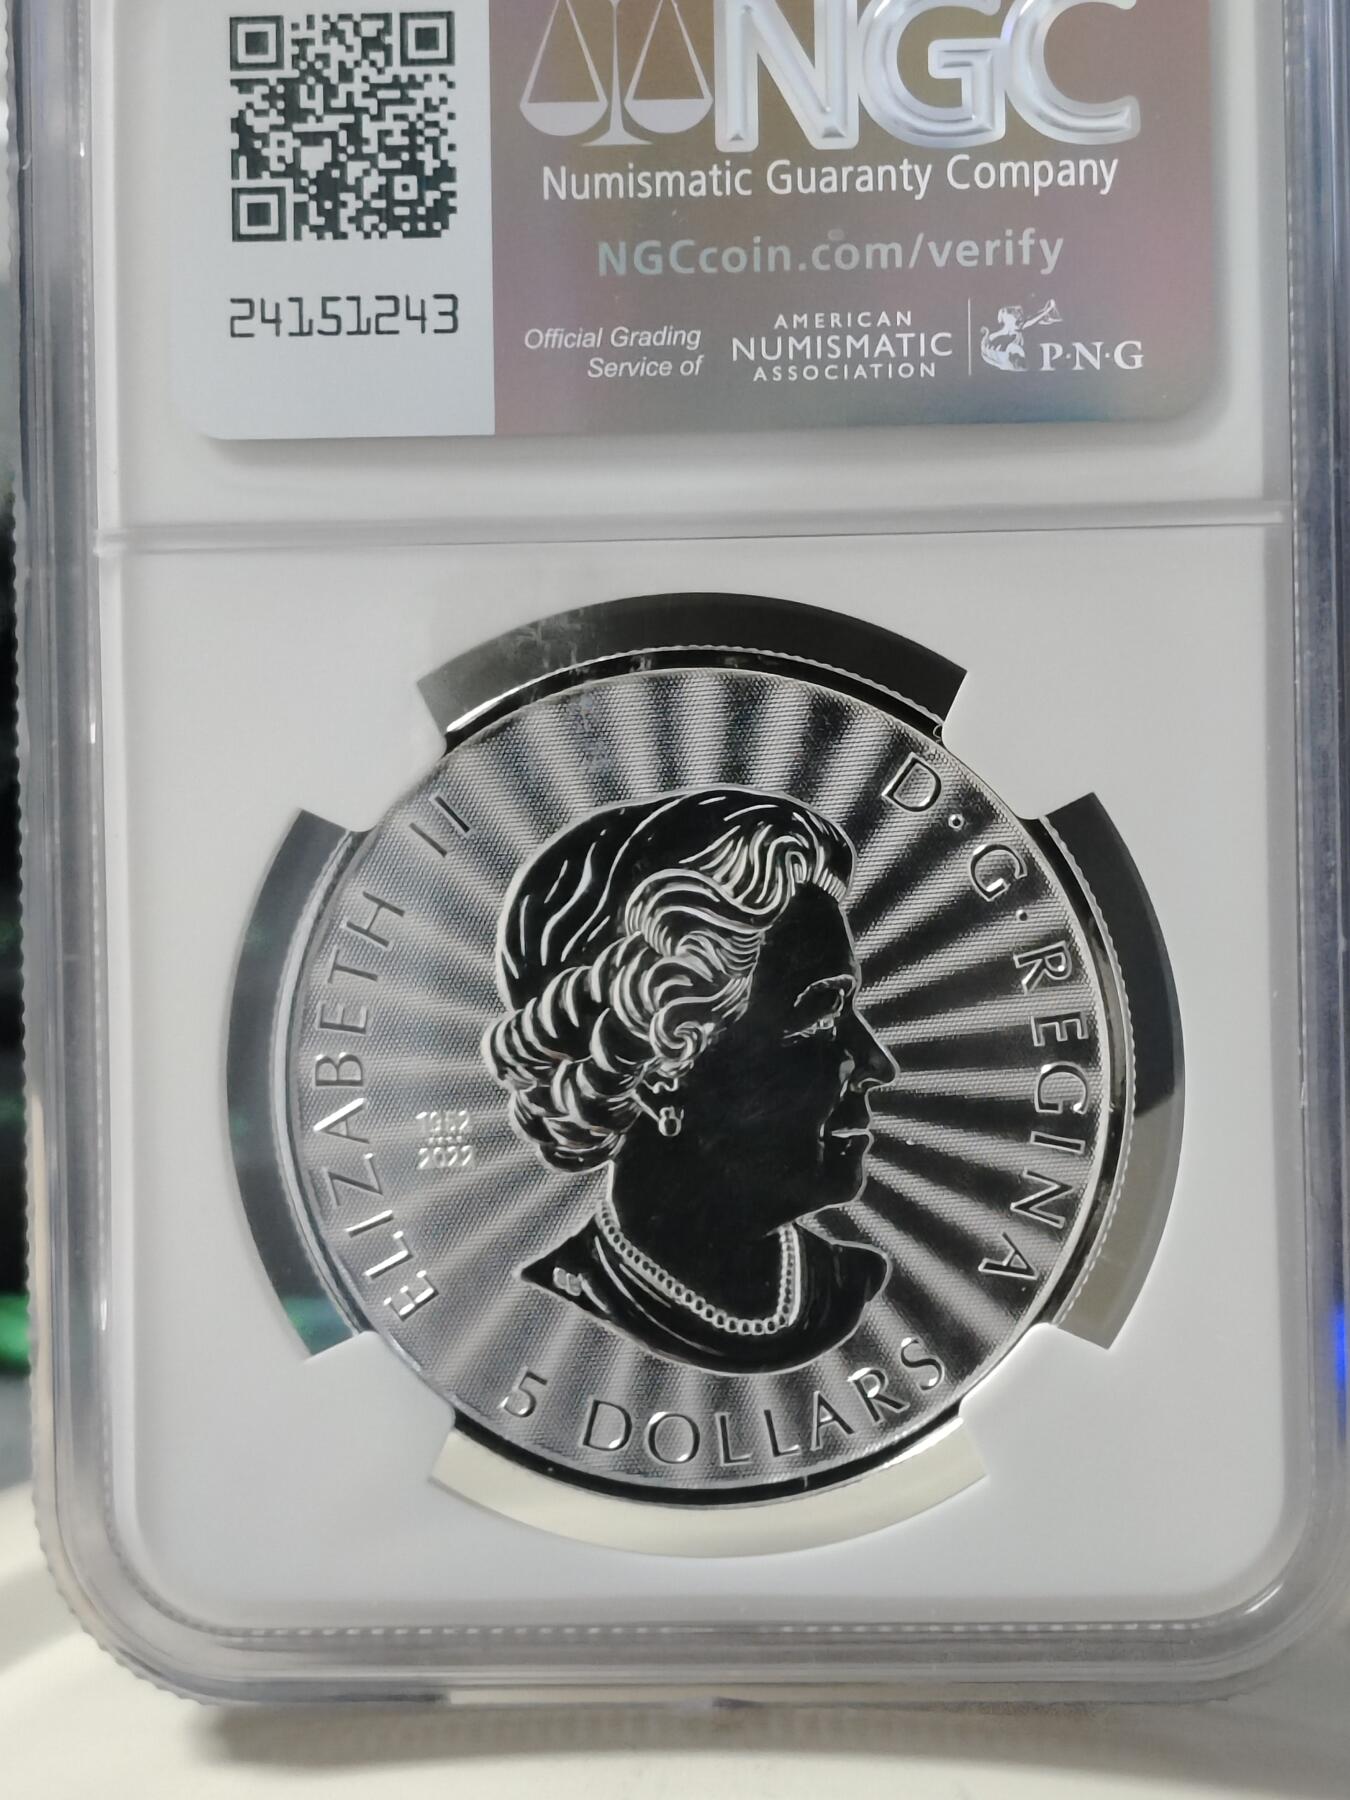 NGC
Numismatic Guaranty Company
NGCcoin.com/verify
24151243
Official Grading
Service of
AMERICAN
NUMISMATIC
ASSOCIATION
P·N·G
ELIZABETH II
D·G·REGINA
1952
2022
5 DOLLARS